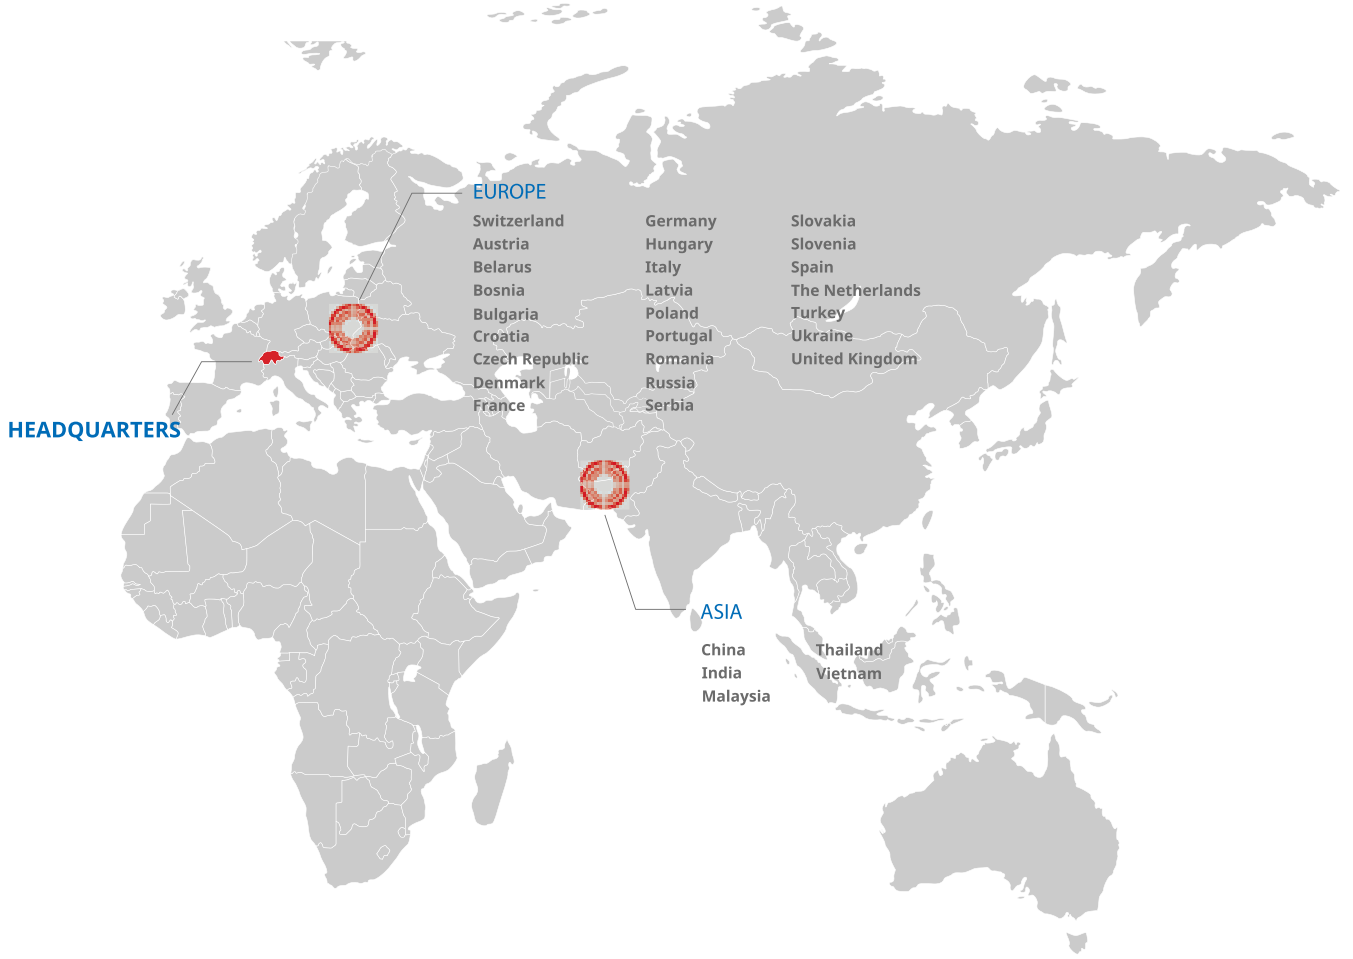 EUROPE
Switzerland
Austria
Belarus
Bosnia
Bulgaria
Croatia
Czech Republic
Denmark
France
Germany
Hungary
Italy
Latvia
Poland
Portugal
Romania
Russia
Serbia
Slovakia
Slovenia
Spain
The Netherlands
Turkey
Ukraine
United Kingdom
HEADQUARTERS
ASIA
China
India
Malaysia
Thailand
Vietnam